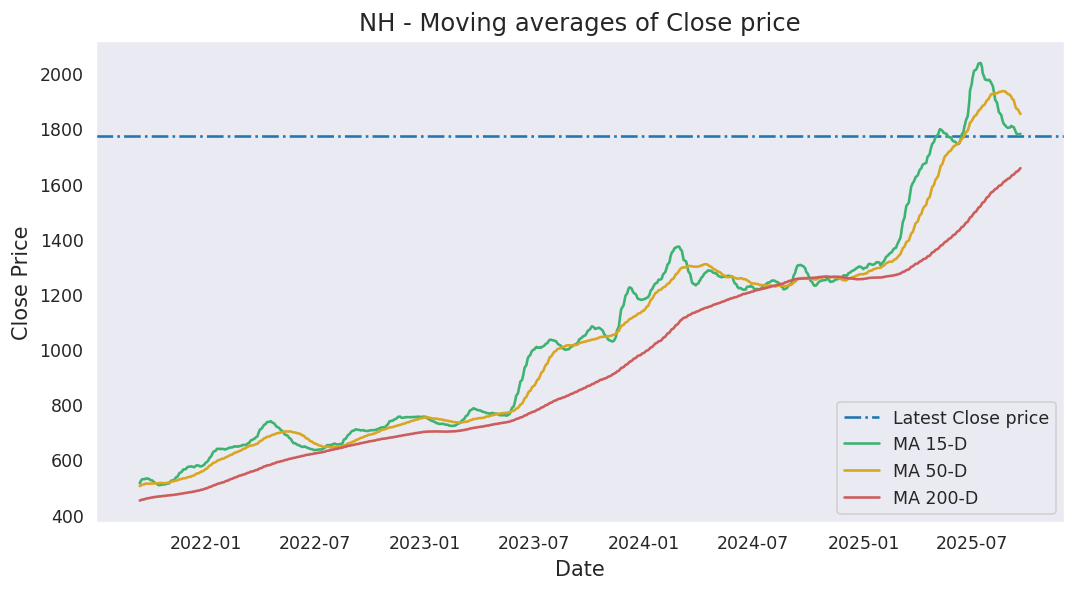 NH - Moving averages of Close price
Close Price
2000
1800
1600
1400
1200
1000
800
600
400
Latest Close price
MA 15-D
MA 50-D
MA 200-D
2022-01 2022-07 2023-01 2023-07 2024-01 2024-07 2025-01 2025-07
Date